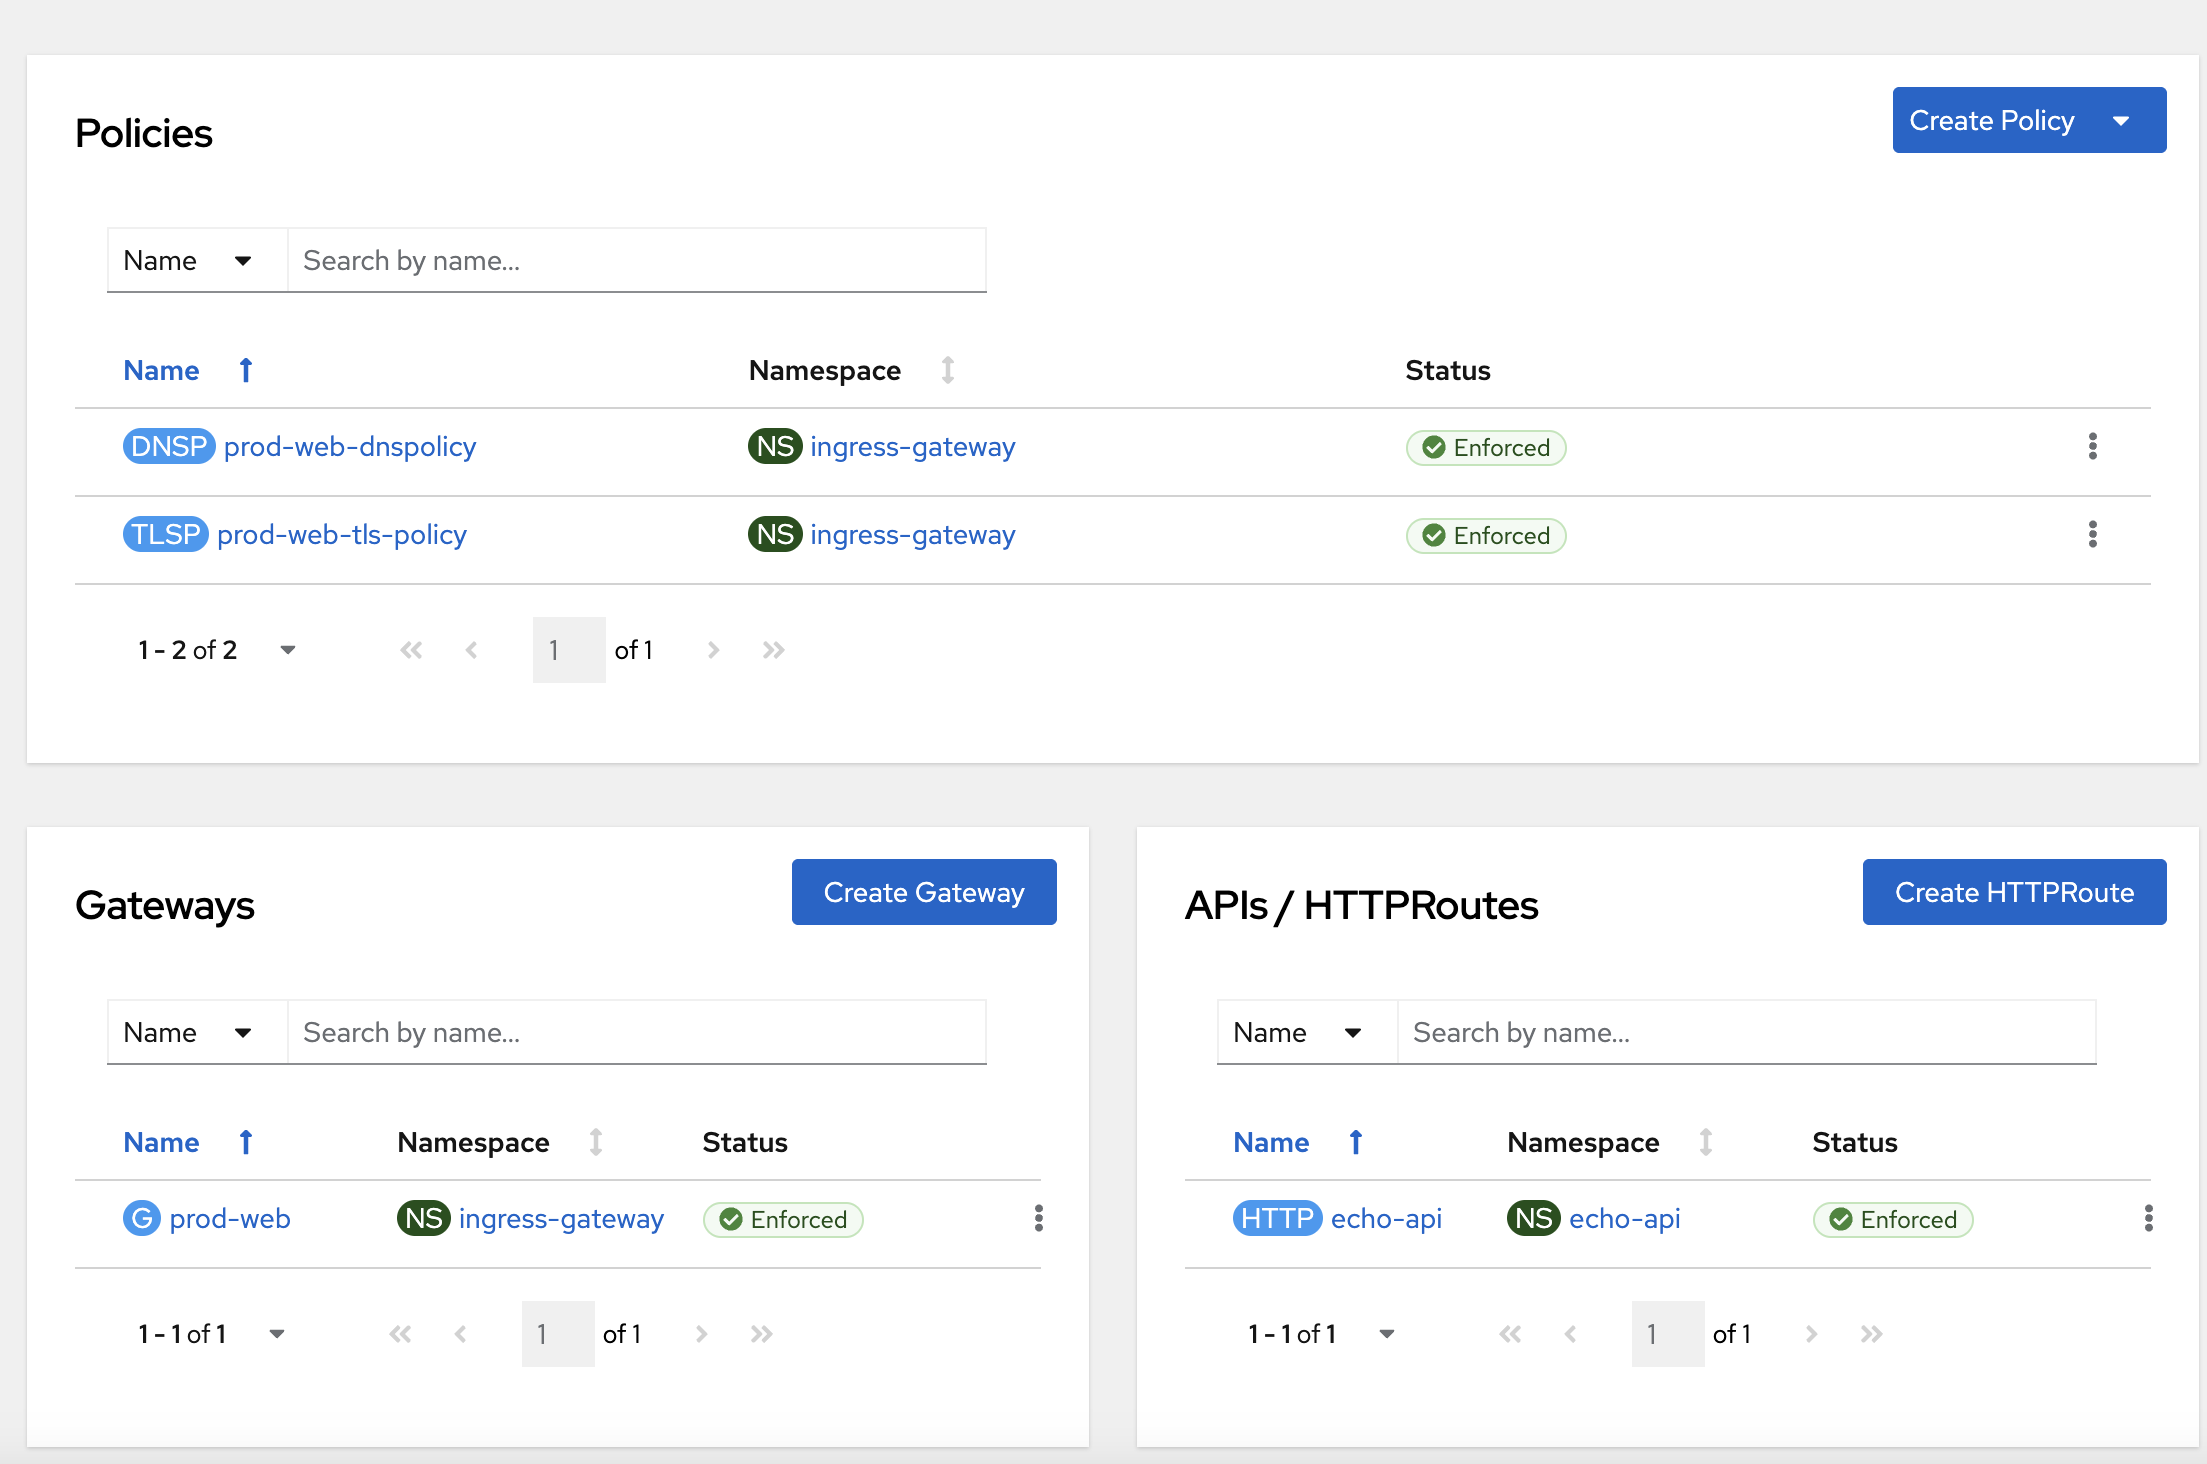 Policies
Create Policy
Name Search by name...
Name Namespace Status
DNSP prod-web-dnspolicy NS ingress-gateway Enforced
TLSP prod-web-tls-policy NS ingress-gateway Enforced
1 - 2 of 2 1 of 1
Gateways
Create Gateway
Name Search by name...
Name Namespace Status
G prod-web NS ingress-gateway Enforced
1 - 1 of 1 1 of 1
APIs / HTTPRoutes
Create HTTPRoute
Name Search by name...
Name Namespace Status
HTTP echo-api NS echo-api Enforced
1 - 1 of 1 1 of 1